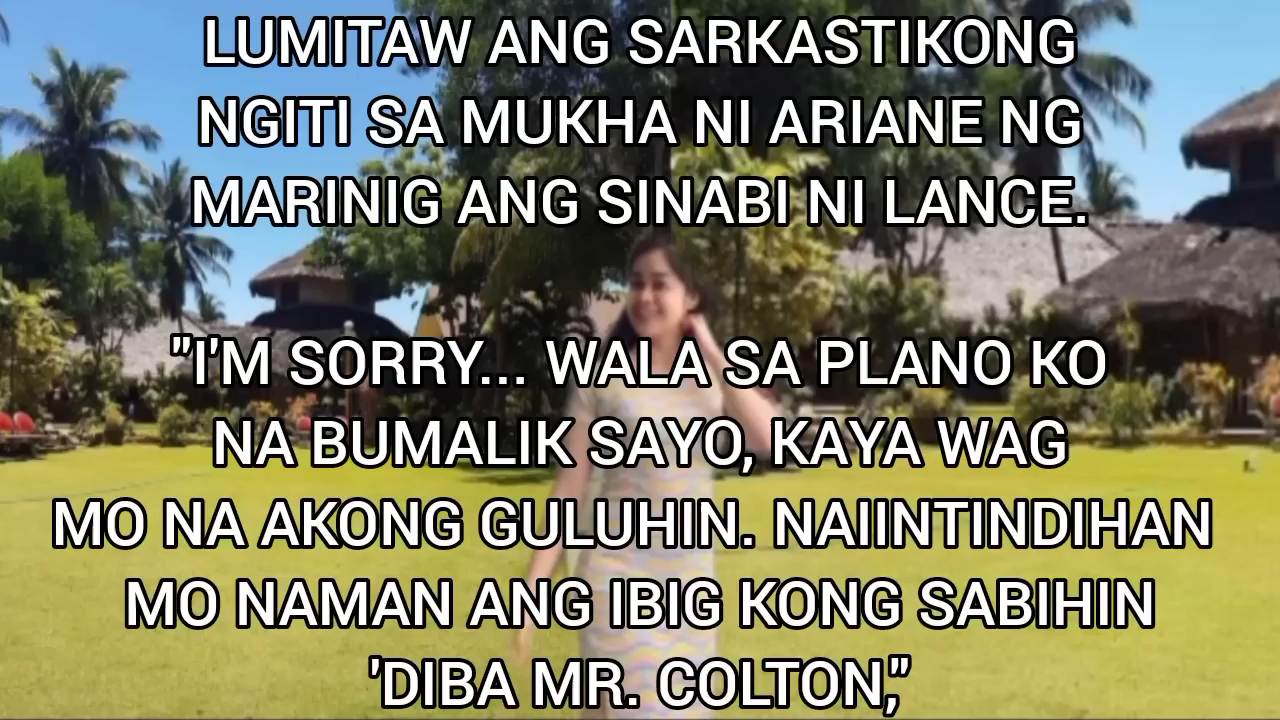 LUMITAW ANG SARKASTIKONG
NGITI SA MUKHA NI ARIANE NG
MARINIG ANG SINABI NI LANCE.
"I'M SORRY... WALA SA PLANO KO
NA BUMALIK SAYO, KAYA WAG
MO NA AKONG GULUHIN. NAIINTINDIHAN
MO NAMAN ANG IBIG KONG SABIHIN
'DIBA MR. COLTON,"